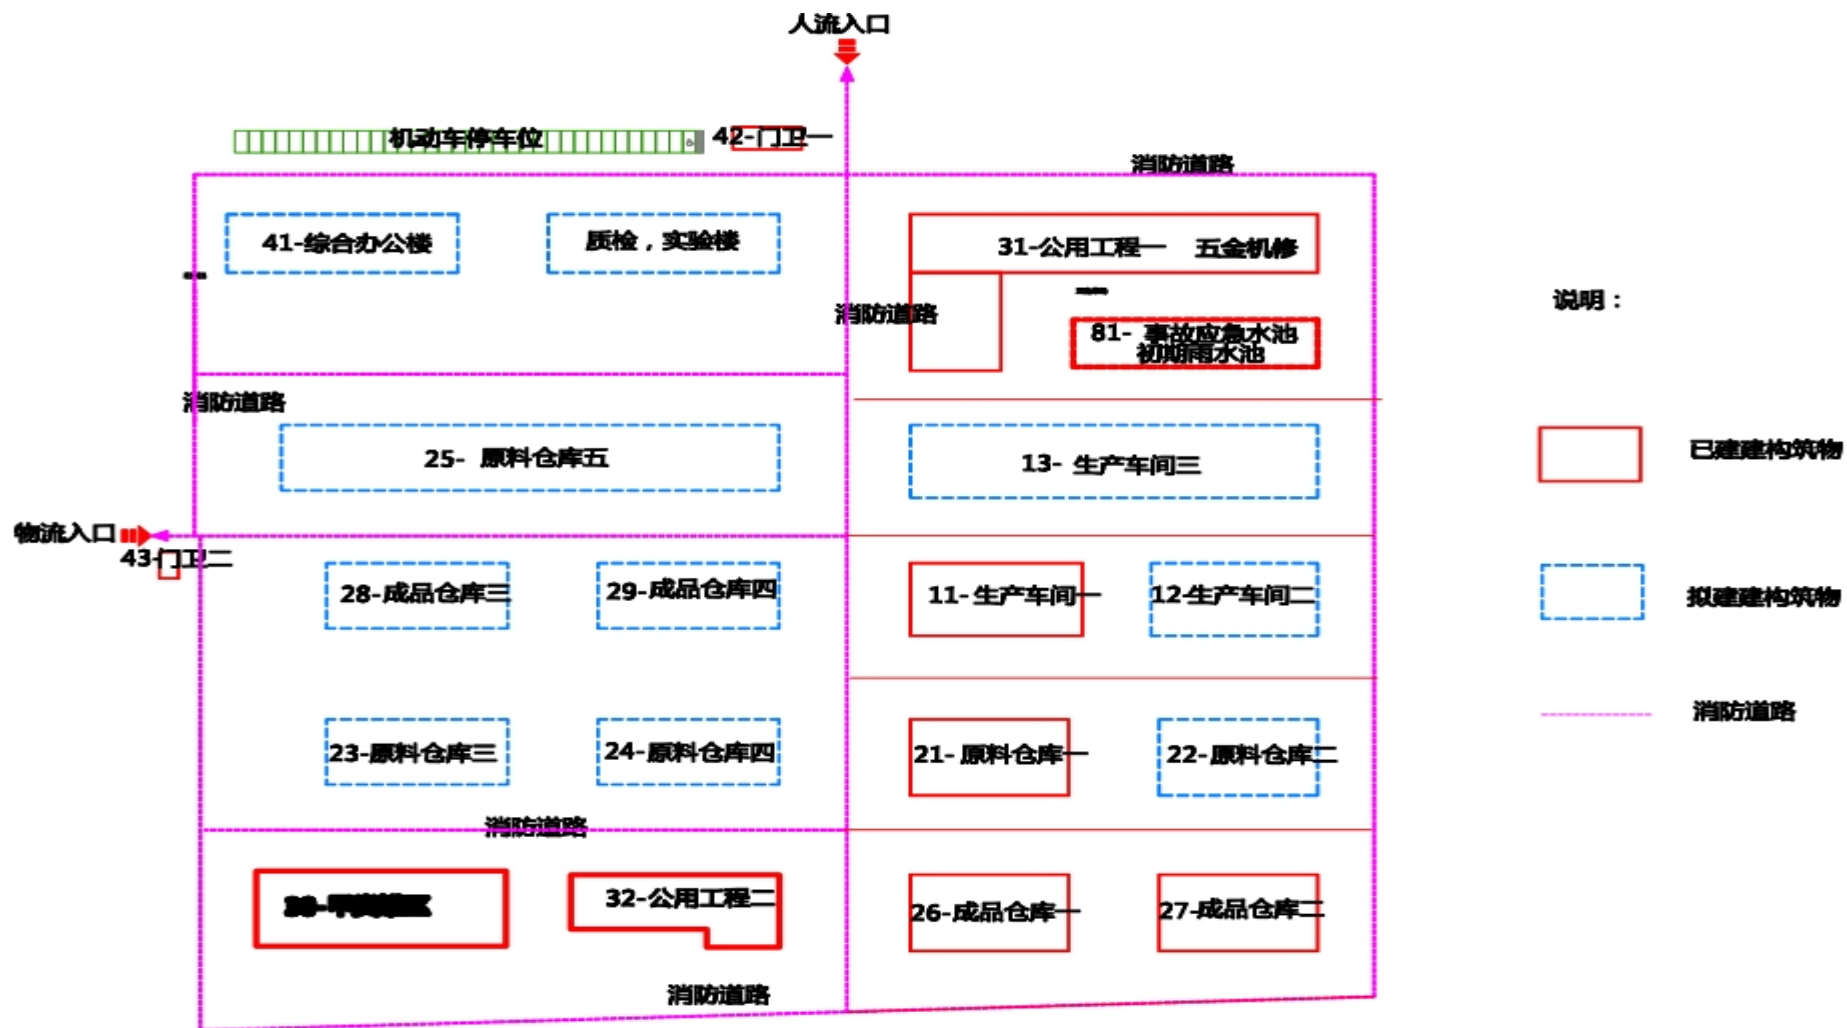 人流入口
机动车停车位
42-门卫一
消防道路
41-综合办公楼
质检，实验楼
31-公用工程一 五金机修
说明：
消防道路
81- 事故应急水池
初期雨水池
消防道路
25- 原料仓库五
13- 生产车间三
已建建构筑物
物流入口
43-门卫二
28-成品仓库三
29-成品仓库四
11- 生产车间一
12-生产车间二
拟建建构筑物
消防道路
23-原料仓库三
24-原料仓库四
21- 原料仓库一
22-原料仓库二
消防道路
32-公用工程二
26-成品仓库一
27-成品仓库二
消防道路